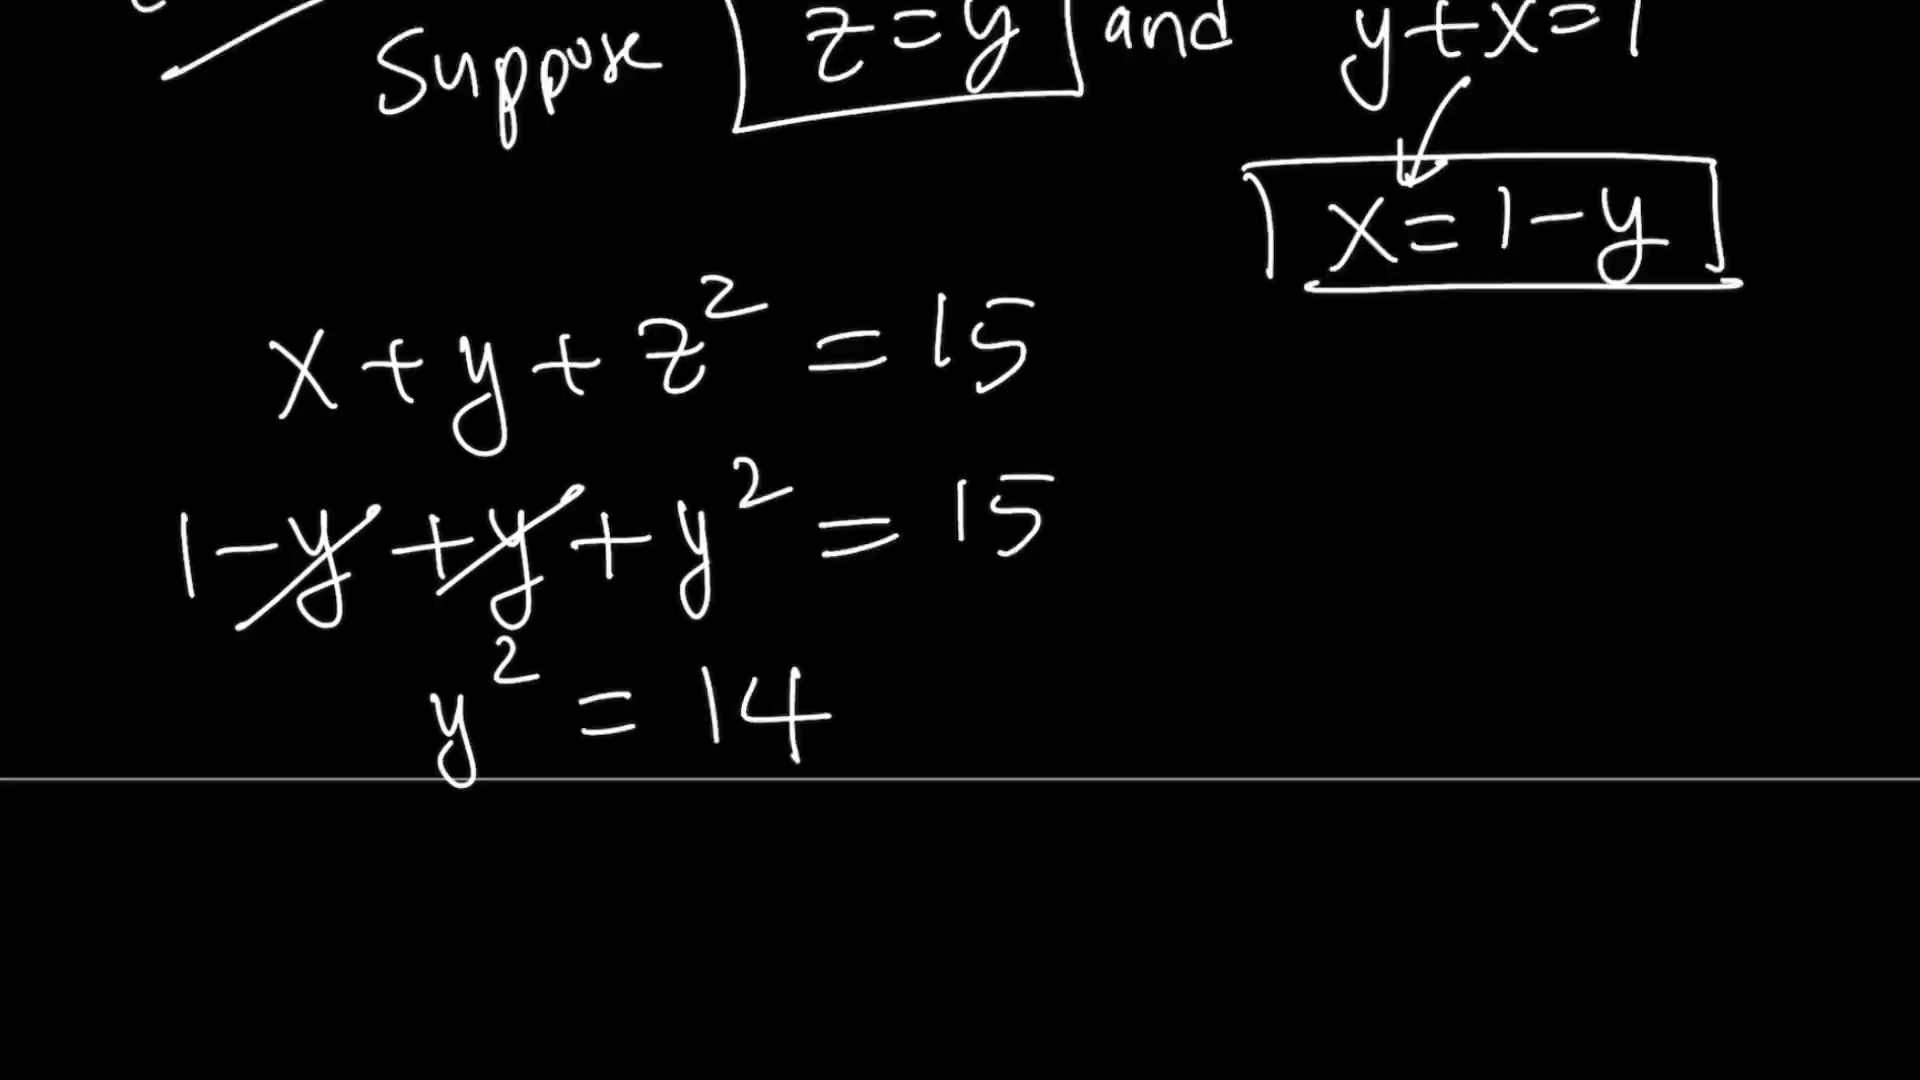 Suppose z=y and y+x=1
x=1-y
x+y+z²=15
1-y+y+y²=15
y²=14